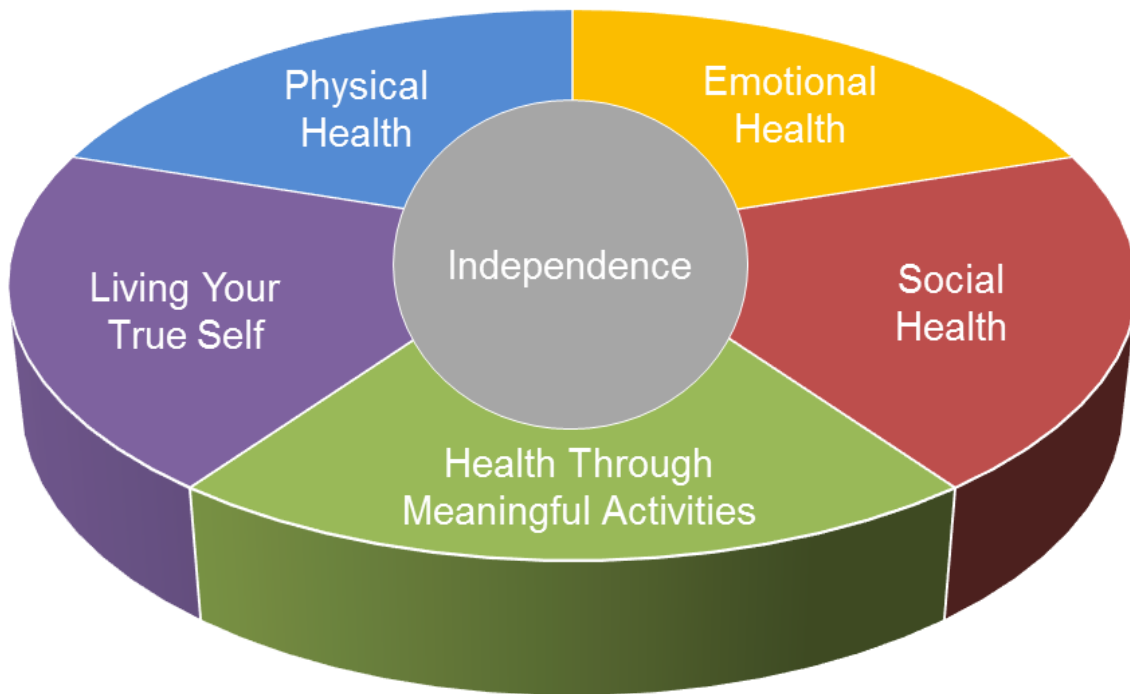 Physical
Health
Emotional
Health
Independence
Living Your
True Self
Social
Health
Health Through
Meaningful Activities